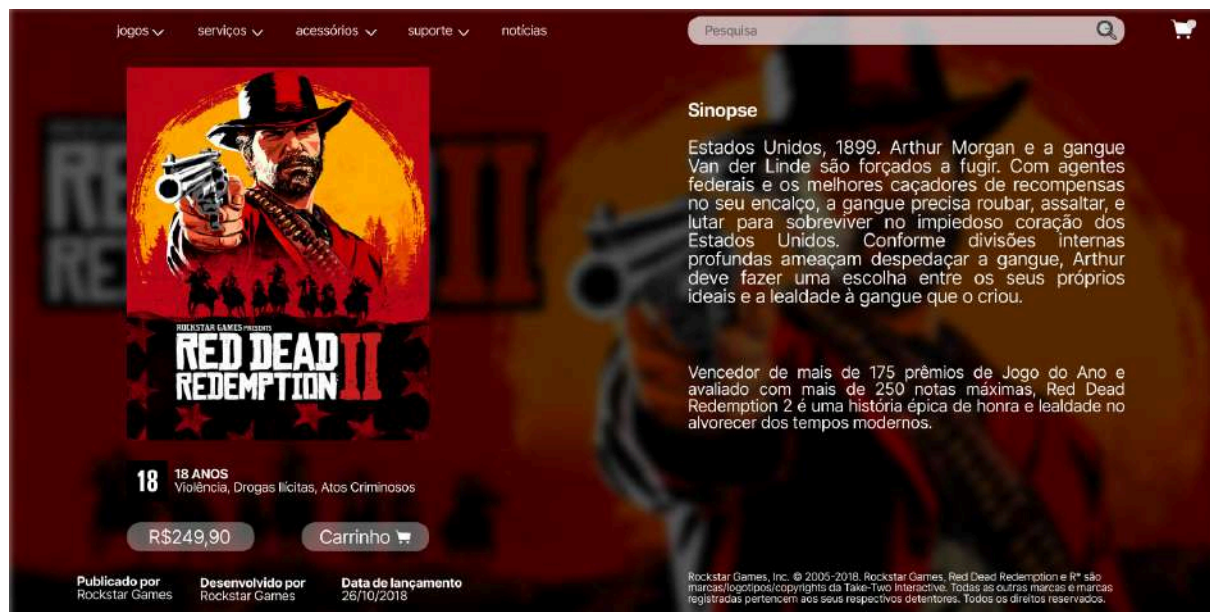 jogos serviços acessórios suporte notícias
Pesquisa
ROCKSTAR GAMES PRESENTS
RED DEAD
REDEMPTION II
18
18 ANOS
Violência, Drogas Ilícitas, Atos Criminosos
R$249,90
Carrinho
Publicado por
Rockstar Games
Desenvolvido por
Rockstar Games
Data de lançamento
26/10/2018
Sinopse
Estados Unidos, 1899. Arthur Morgan e a gangue
Van der Linde são forçados a fugir. Com agentes
federais e os melhores caçadores de recompensas
no seu encalço, a gangue precisa roubar, assaltar, e
lutar para sobreviver no impiedoso coração dos
Estados Unidos. Conforme divisões internas
profundas ameaçam despedaçar a gangue, Arthur
deve fazer uma escolha entre os seus próprios
ideais e a lealdade à gangue que o criou.
Vencedor de mais de 175 prêmios de Jogo do Ano e
avaliado com mais de 250 notas máximas, Red Dead
Redemption 2 é uma história épica de honra e lealdade no
alvorecer dos tempos modernos.
Rockstar Games, Inc. © 2005-2018. Rockstar Games, Red Dead Redemption e R* são
marcas/logotipos/copyrights da Take-Two Interactive. Todas as outras marcas e marcas
registradas pertencem aos seus respectivos detentores. Todos os direitos reservados.